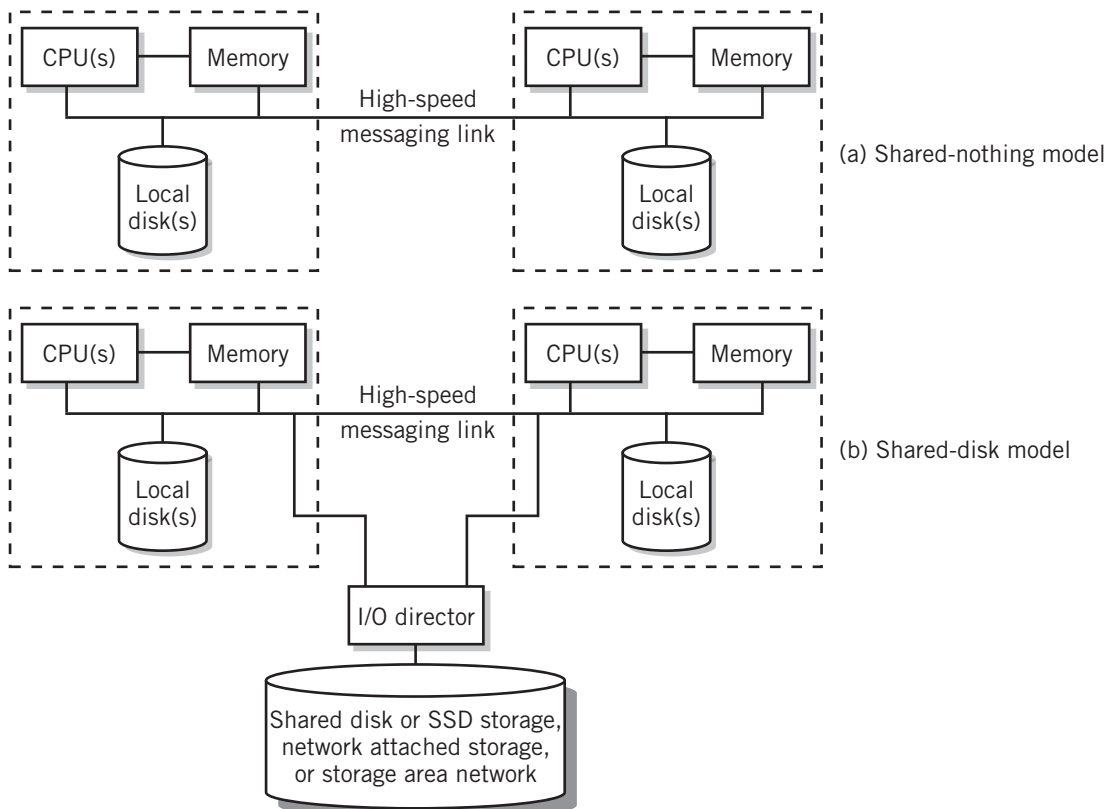 CPU(s)
Memory
CPU(s)
Memory
High-speed
messaging link
Local
disk(s)
Local
disk(s)
(a) Shared-nothing model
CPU(s)
Memory
CPU(s)
Memory
High-speed
messaging link
Local
disk(s)
Local
disk(s)
(b) Shared-disk model
I/O director
Shared disk or SSD storage,
network attached storage,
or storage area network